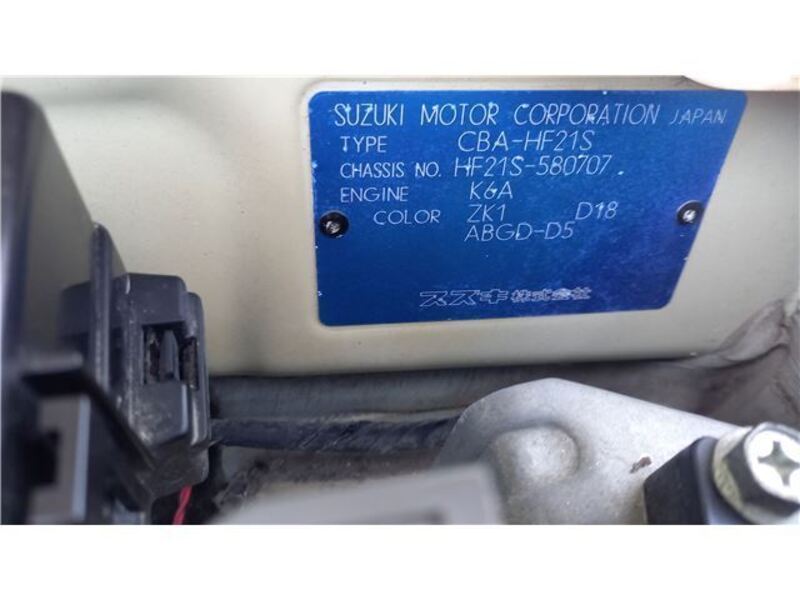 SUZUKI MOTOR CORPORATION JAPAN
TYPE CBA-HF21S
CHASSIS NO. HF21S-580707.
ENGINE K6A
COLOR ZK1 D18
ABGD-D5
スズキ株式会社